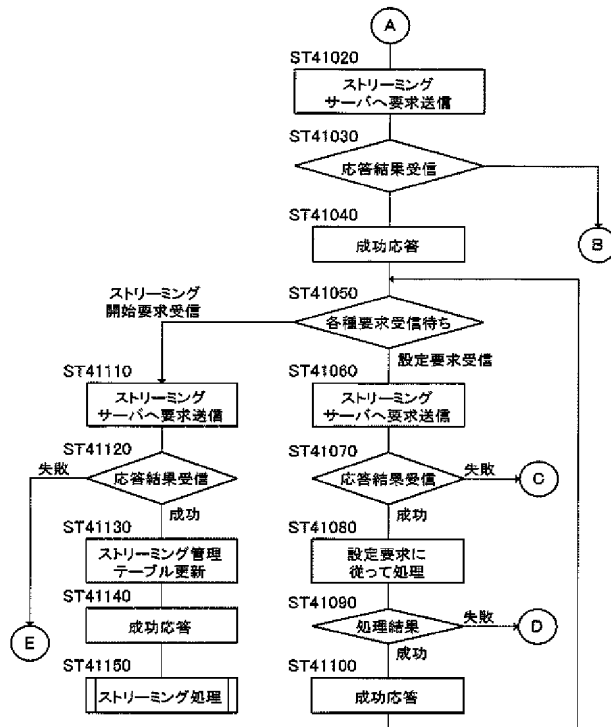 A
ST41020
ストリーミング
サーバへ要求送信
ST41030
応答結果受信
B
ST41040
成功応答
ストリーミング
開始要求受信
ST41050
各種要求受信待ち
設定要求受信
ST41110
ストリーミング
サーバへ要求送信
ST41060
ストリーミング
サーバへ要求送信
ST41120
失敗
応答結果受信
成功
ST41070
応答結果受信
失敗
C
成功
ST41130
ストリーミング管理
テーブル更新
ST41080
設定要求に
従って処理
ST41140
成功応答
E
ST41090
処理結果
失敗
D
成功
ST41150
ストリーミング処理
ST41100
成功応答